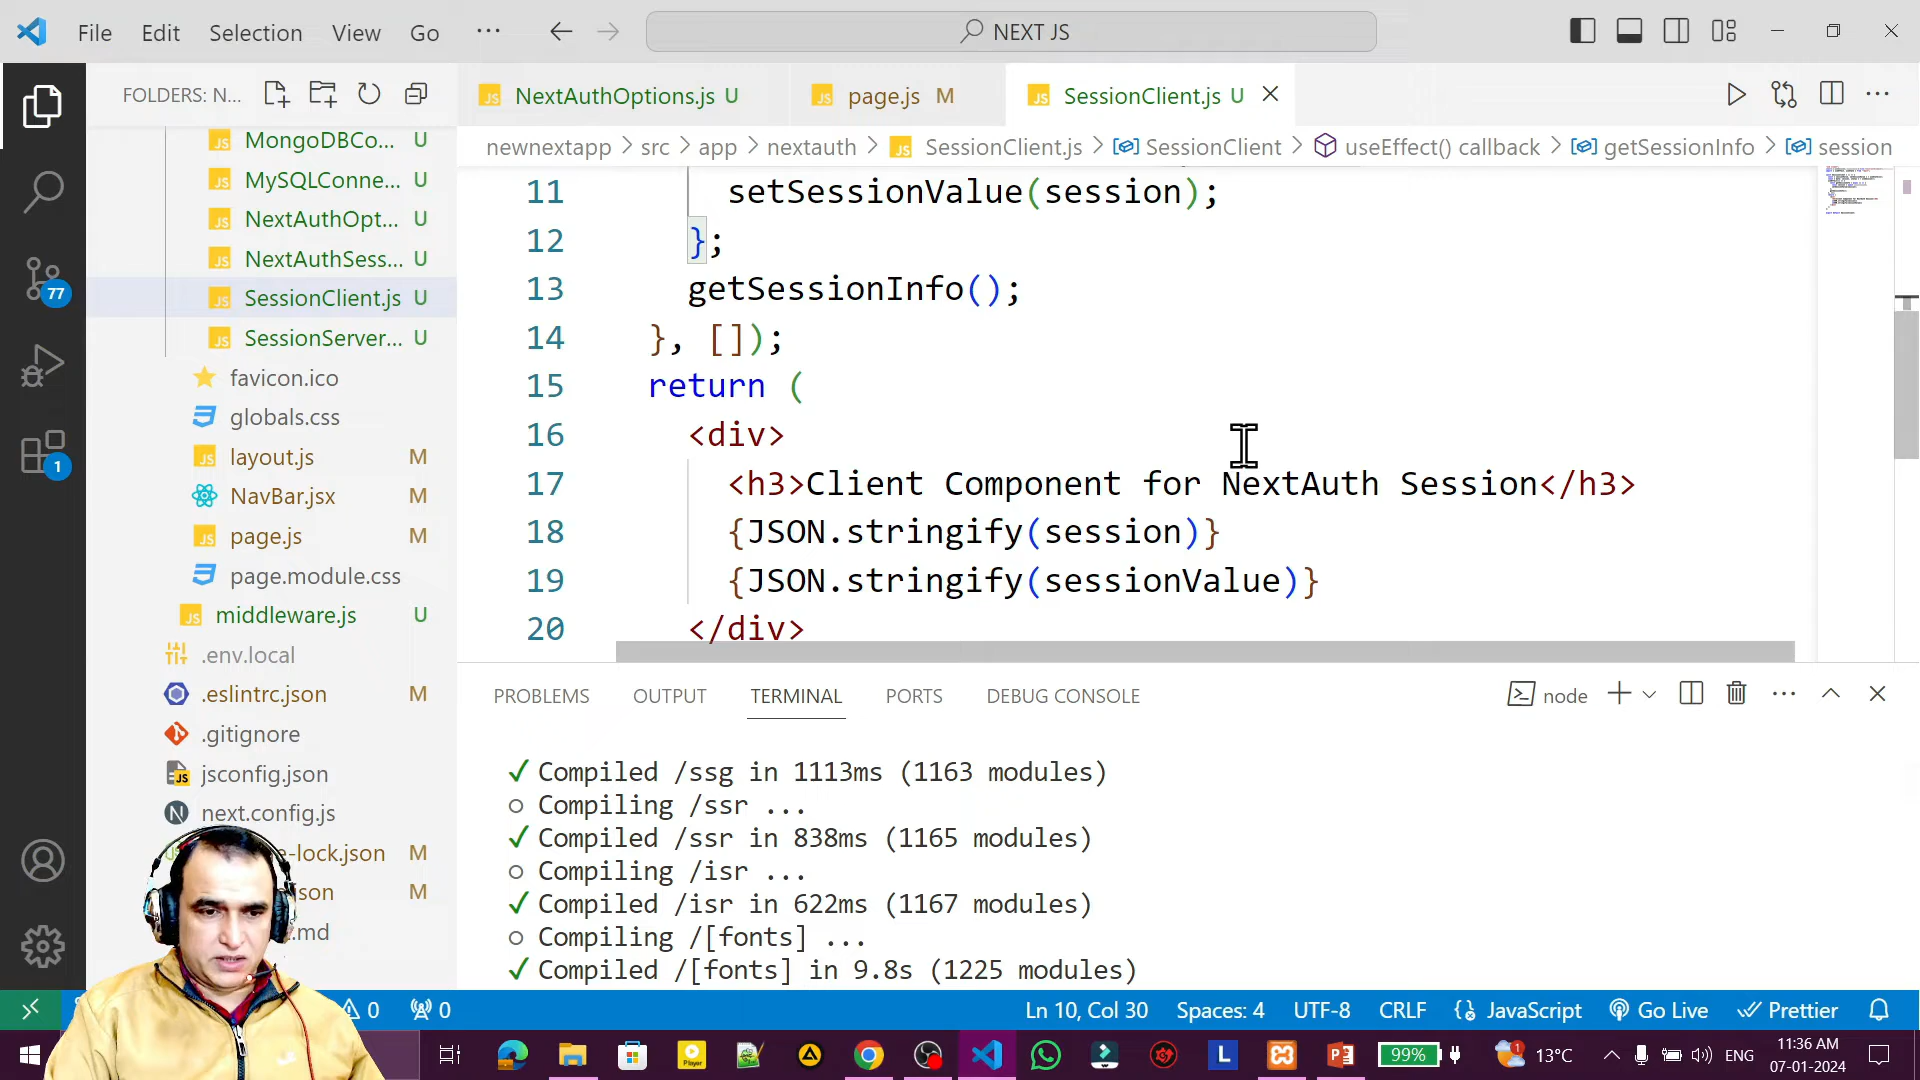 File Edit Selection View Go ··· NEXT JS
FOLDERS: N...
NextAuthOptions.js U
page.js M
SessionClient.js U
newnextapp > src > app > nextauth > SessionClient.js > SessionClient > useEffect() callback > getSessionInfo > session
MongoDBCo... U
MySQLConne... U
NextAuthOpt... U
NextAuthSess... U
SessionClient.js U
SessionServer... U
favicon.ico
globals.css
layout.js M
NavBar.jsx M
page.js M
page.module.css
middleware.js U
.env.local
.eslintrc.json M
.gitignore
jsconfig.json
next.config.js
e-lock.json M
son M
.md
77
1
11 setSessionValue(session);
12 };
13 getSessionInfo();
14 }, []);
15 return (
16 <div>
17 <h3>Client Component for NextAuth Session</h3>
18 {JSON.stringify(session)}
19 {JSON.stringify(sessionValue)}
20 </div>
PROBLEMS OUTPUT TERMINAL PORTS DEBUG CONSOLE
node
✓ Compiled /ssg in 1113ms (1163 modules)
○ Compiling /ssr ...
✓ Compiled /ssr in 838ms (1165 modules)
○ Compiling /isr ...
✓ Compiled /isr in 622ms (1167 modules)
○ Compiling /[fonts] ...
✓ Compiled /[fonts] in 9.8s (1225 modules)
0 0
Ln 10, Col 30 Spaces: 4 UTF-8 CRLF {} JavaScript Go Live Prettier
Player
L
99%
1
13°C
ENG
11:36 AM
07-01-2024